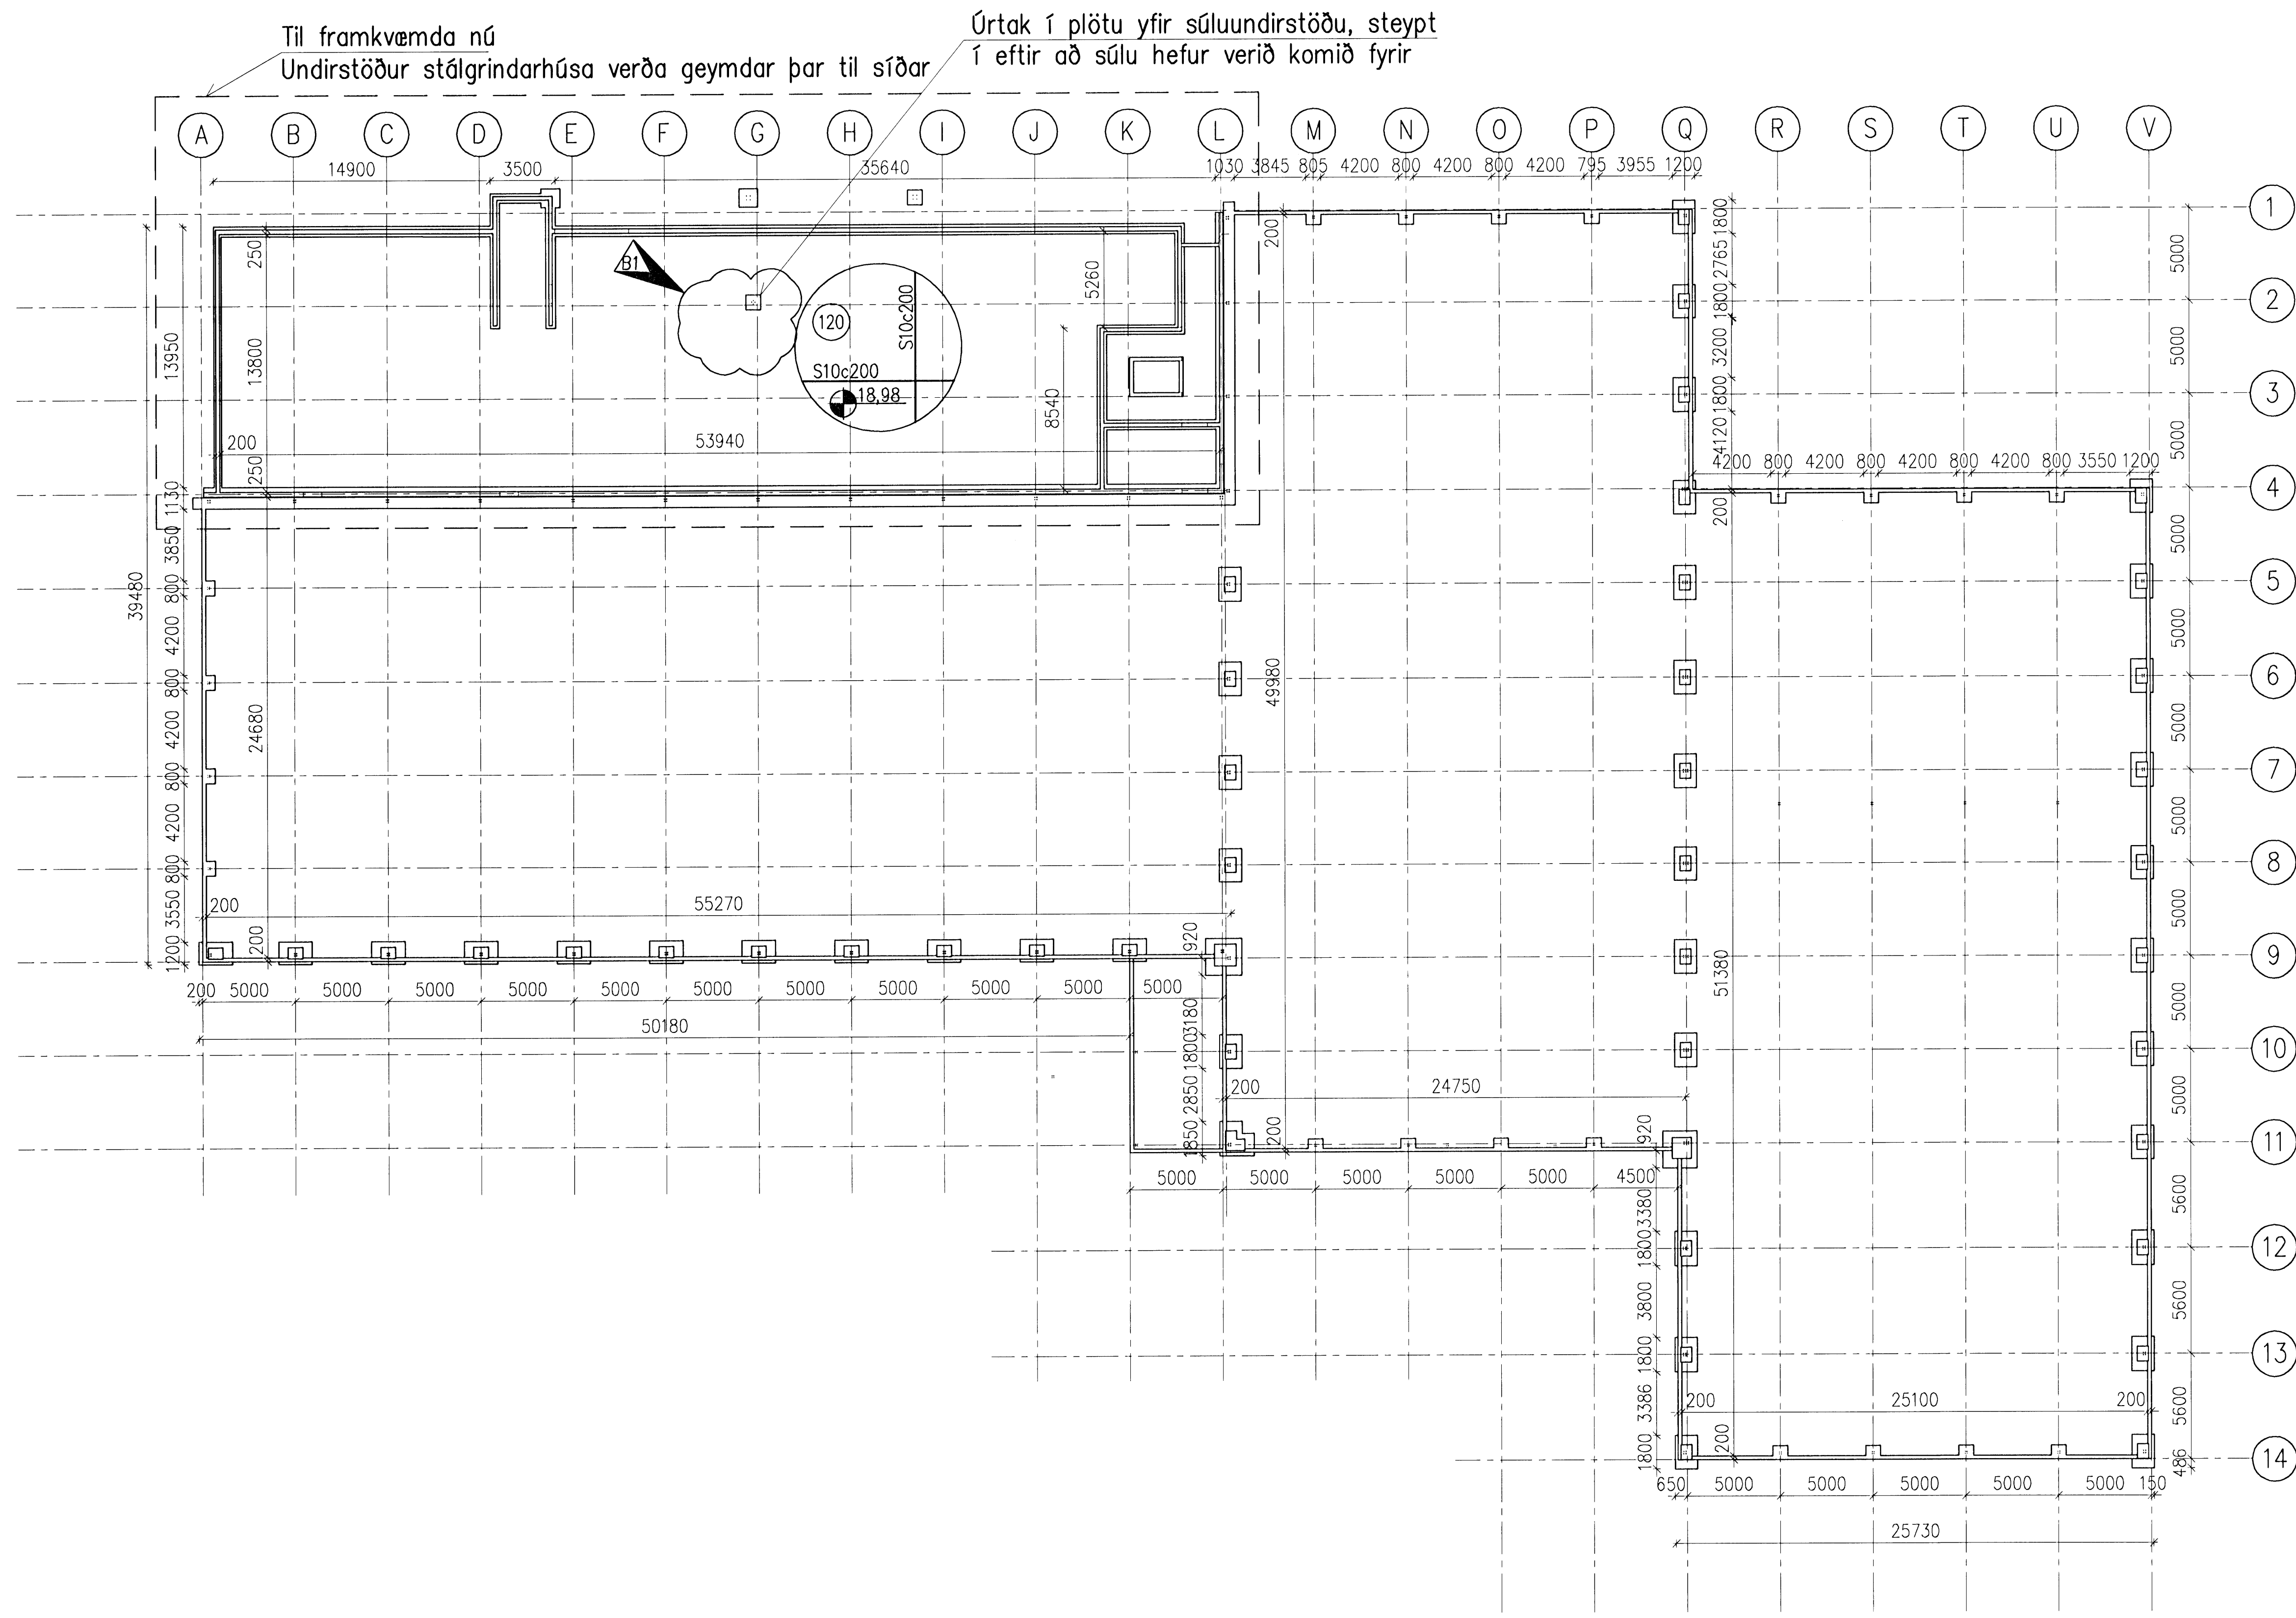 Til framkvæmda nú
Undirstöður stálgrindarhúsa verða geymdar þar til síðar
Úrtak í plötu yfir súluundirstöðu, steypt
í eftir að súlu hefur verið komið fyrir
A B C D E F G H I J K L M N O P Q R S T U V
14900 3500 35640 1030 3845 805 4200 800 4200 800 4200 795 3955 1200
1 2 3 4 5 6 7 8 9 10 11 12 13 14
5000 5000 5000 5000 5000 5000 5000 5000 5000 5000 5600 5600 5600 486
1800 2765 1800 3200 1800 4120
4200 800 4200 800 4200 800 4200 800 3550 1200
200
200
250
13800
250
13950
1130
3850
800
4200
800
4200
800
4200
800
3550
1200
39480
24680
200
B1
120
S10c200
S10c200
18,98
5260
8540
200 53940
49980
51380
200 55270
920
200 5000 5000 5000 5000 5000 5000 5000 5000 5000 5000 5000
50180
3180
1800
2850
1850
200 24750
200
920
5000 5000 5000 5000 5000 4500
3380
1800
3800
1800
3386
1800
200 25100 200
200
650 5000 5000 5000 5000 5000 150
25730